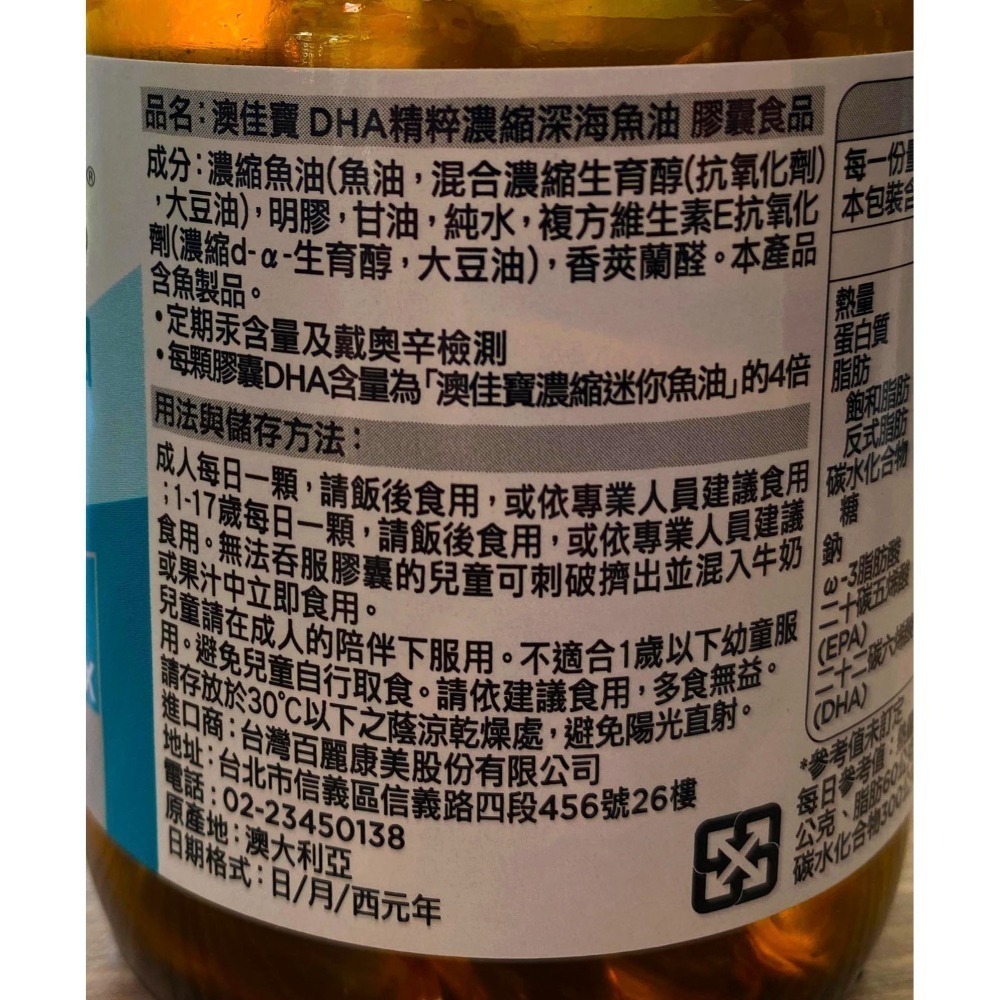 ®
品名：澳佳寶 DHA精粹濃縮深海魚油 膠囊食品
成分：濃縮魚油(魚油，混合濃縮生育醇(抗氧化劑)
，大豆油)，明膠，甘油，純水，複方維生素E抗氧化
劑(濃縮d-α-生育醇，大豆油)，香莢蘭醛。本產品
含魚製品。
•定期汞含量及戴奧辛檢測
•每顆膠囊DHA含量為「澳佳寶濃縮迷你魚油」的4倍
用法與儲存方法：
成人每日一顆，請飯後食用，或依專業人員建議食用
；1-17歲每日一顆，請飯後食用，或依專業人員建議
食用。無法吞服膠囊的兒童可刺破擠出並混入牛奶
或果汁中立即食用。
兒童請在成人的陪伴下服用。不適合1歲以下幼童服
用。避免兒童自行取食。請依建議食用，多食無益。
請存放於30℃以下之蔭涼乾燥處，避免陽光直射。
進口商：台灣百麗康美股份有限公司
地址：台北市信義區信義路四段456號26樓
電話：02-23450138
原產地：澳大利亞
日期格式：日/月/西元年
每一份量
本包裝含
熱量
蛋白質
脂肪
飽和脂肪
反式脂肪
碳水化合物
糖
鈉
ω-3脂肪酸
二十碳五烯酸
(EPA)
二十二碳六烯酸
(DHA)
*參考值未訂定
每日參考值：
公克、脂肪60
碳水化合物300